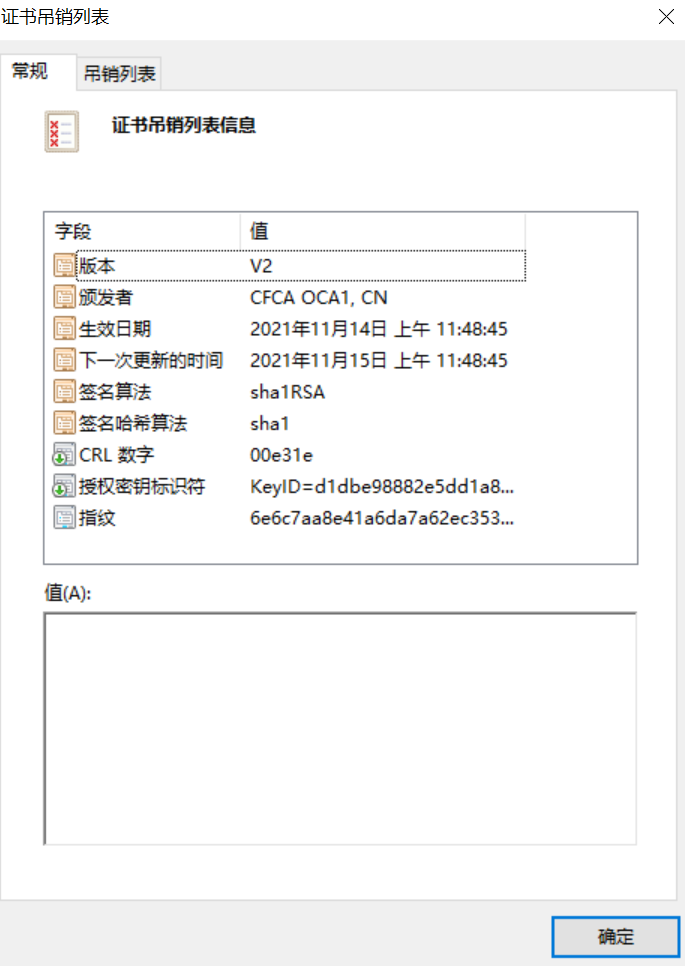 证书吊销列表
常规 吊销列表
证书吊销列表信息
字段 值
版本 V2
颁发者 CFCA OCA1, CN
生效日期 2021年11月14日 上午 11:48:45
下一次更新的时间 2021年11月15日 上午 11:48:45
签名算法 sha1RSA
签名哈希算法 sha1
CRL 数字 00e31e
授权密钥标识符 KeyID=d1dbe98882e5dd1a8...
指纹 6e6c7aa8e41a6da7a62ec353...
值(A):
确定